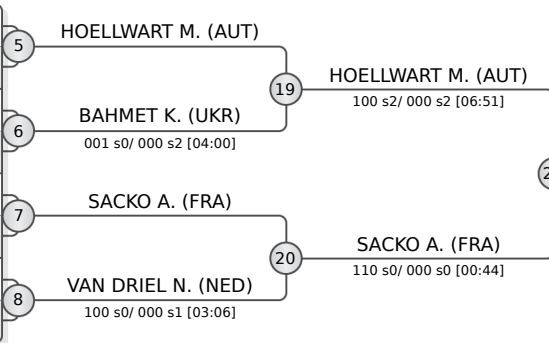 HOELLWART M. (AUT)
5
19
HOELLWART M. (AUT)
100 s2/ 000 s2 [06:51]
BAHMET K. (UKR)
6
001 s0/ 000 s2 [04:00]
SACKO A. (FRA)
7
20
SACKO A. (FRA)
110 s0/ 000 s0 [00:44]
VAN DRIEL N. (NED)
8
100 s0/ 000 s1 [03:06]